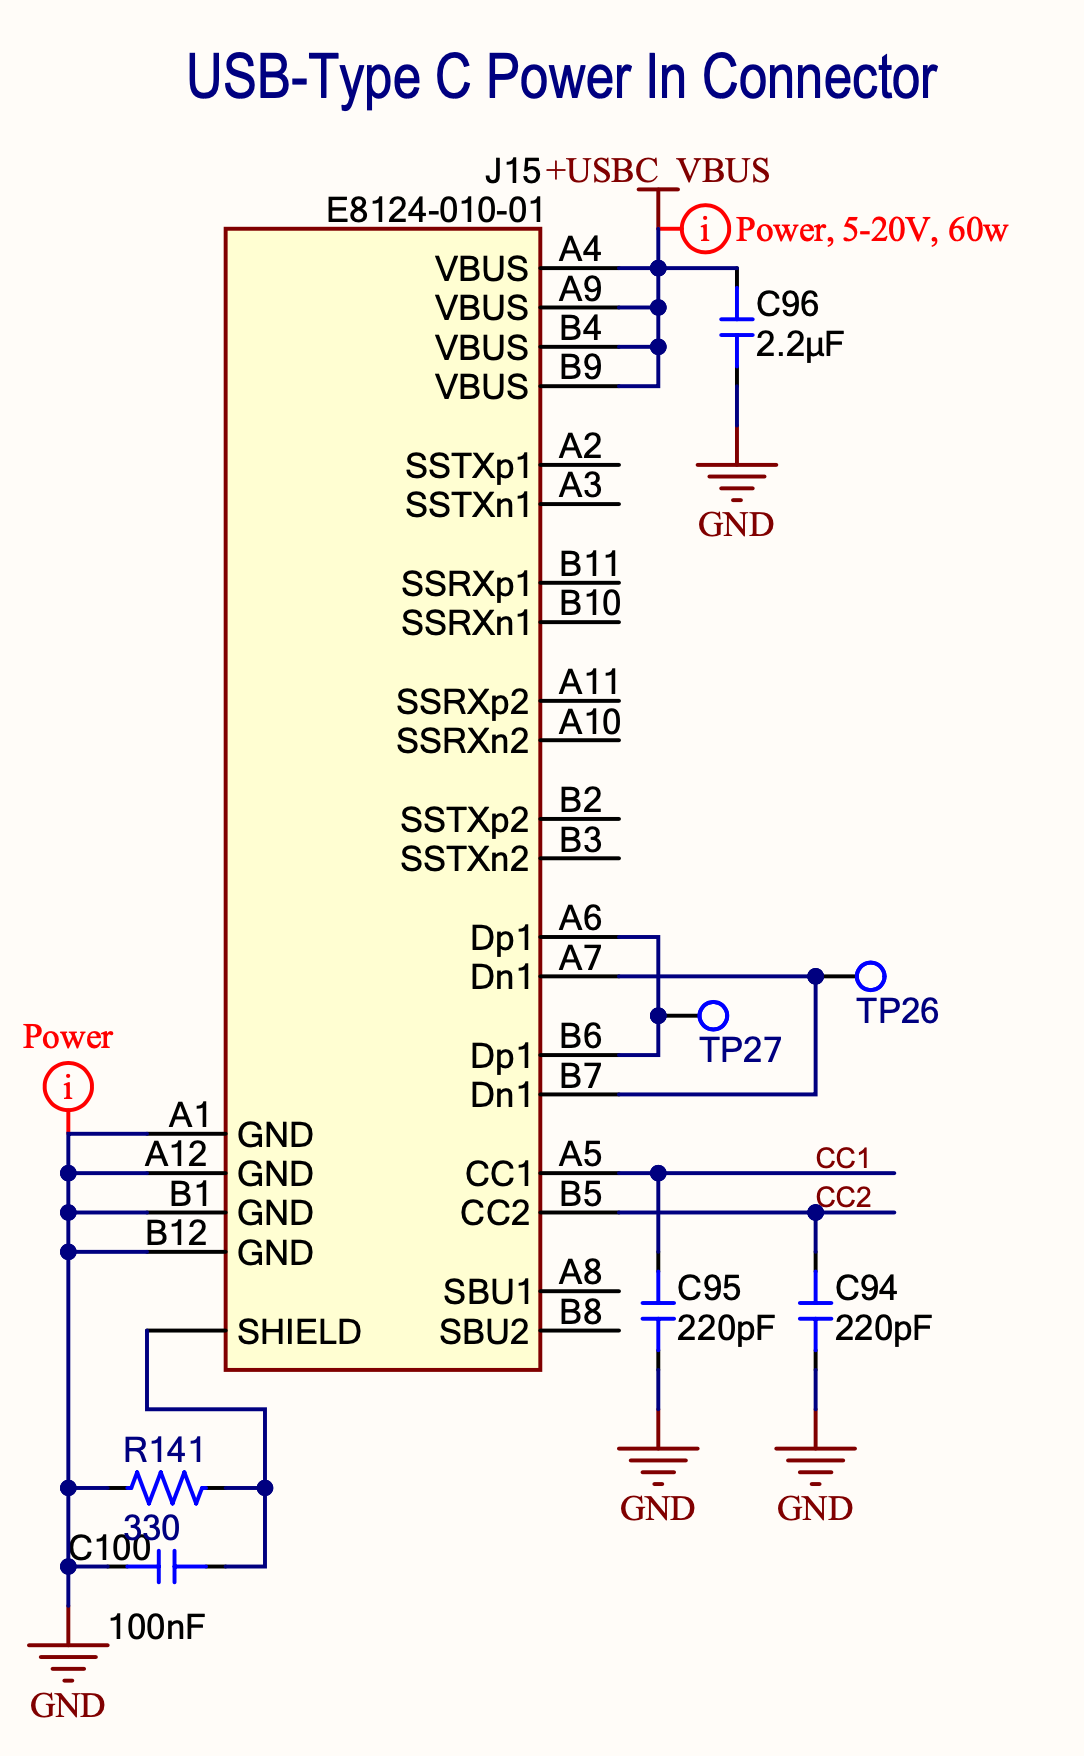 USB-Type C Power In Connector
J15
+USBC_VBUS
E8124-010-01
i
Power, 5-20V, 60w
VBUS
A4
VBUS
A9
VBUS
B4
VBUS
B9
C96
2.2µF
GND
SSTXp1
A2
SSTXn1
A3
SSRXp1
B11
SSRXn1
B10
SSRXp2
A11
SSRXn2
A10
SSTXp2
B2
SSTXn2
B3
Dp1
A6
Dn1
A7
TP26
TP27
Dp1
B6
Dn1
B7
Power
i
A1
GND
A12
GND
B1
GND
B12
GND
SHIELD
CC1
A5
CC1
CC2
B5
CC2
SBU1
A8
SBU2
B8
C95
220pF
C94
220pF
GND
GND
R141
330
C100
100nF
GND